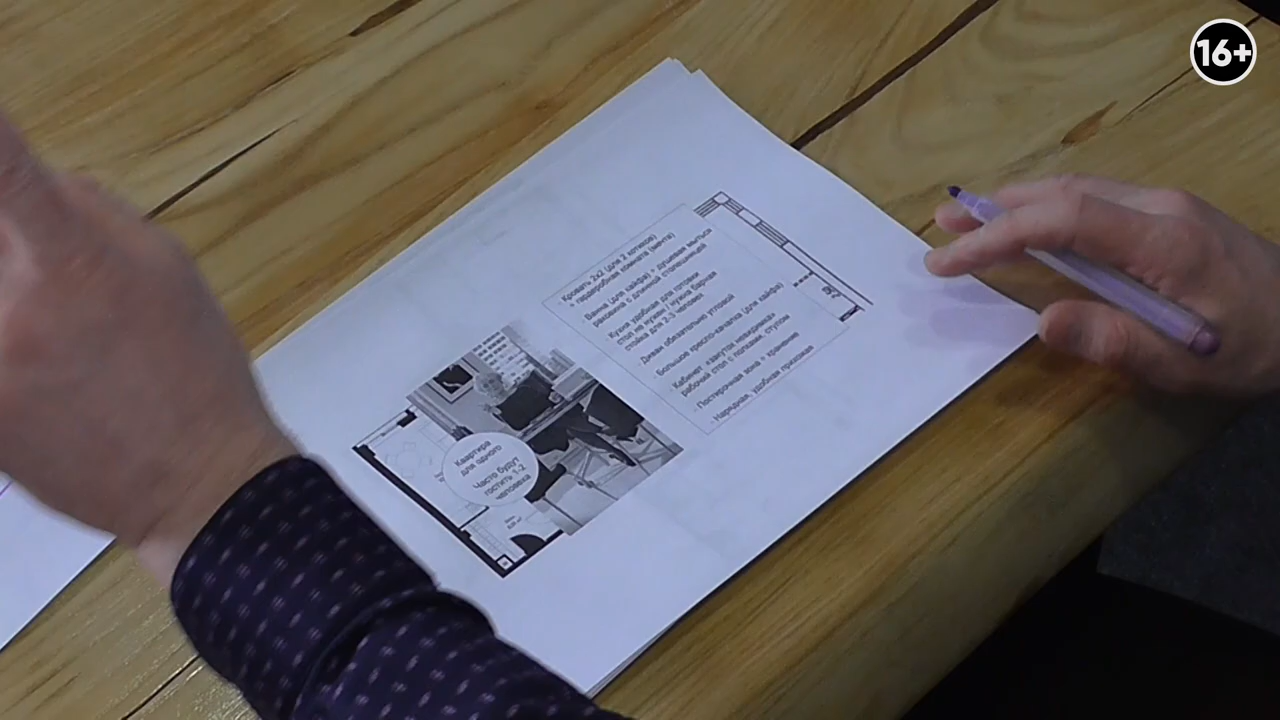 16+
- Кровать 2х2 (для 2 котиков)
+ гардеробная комната (мечта)
- Ванна (для кайфа) + душевая мыться
раковина с длинной столешницей
- Кухня удобная для готовки
стол не нужен / нужна барная
стойка для 2-3 человек
- Диван обязательно угловой
- Большое кресло-качалка (для кайфа)
- Кабинет «закуток невидимка»
рабочий стол с полками, стулом
- Постирочная зона + хранение
- Нарядная, удобная прихожая
Квартира
для одного
Часто будут
гостить 1-2
человека